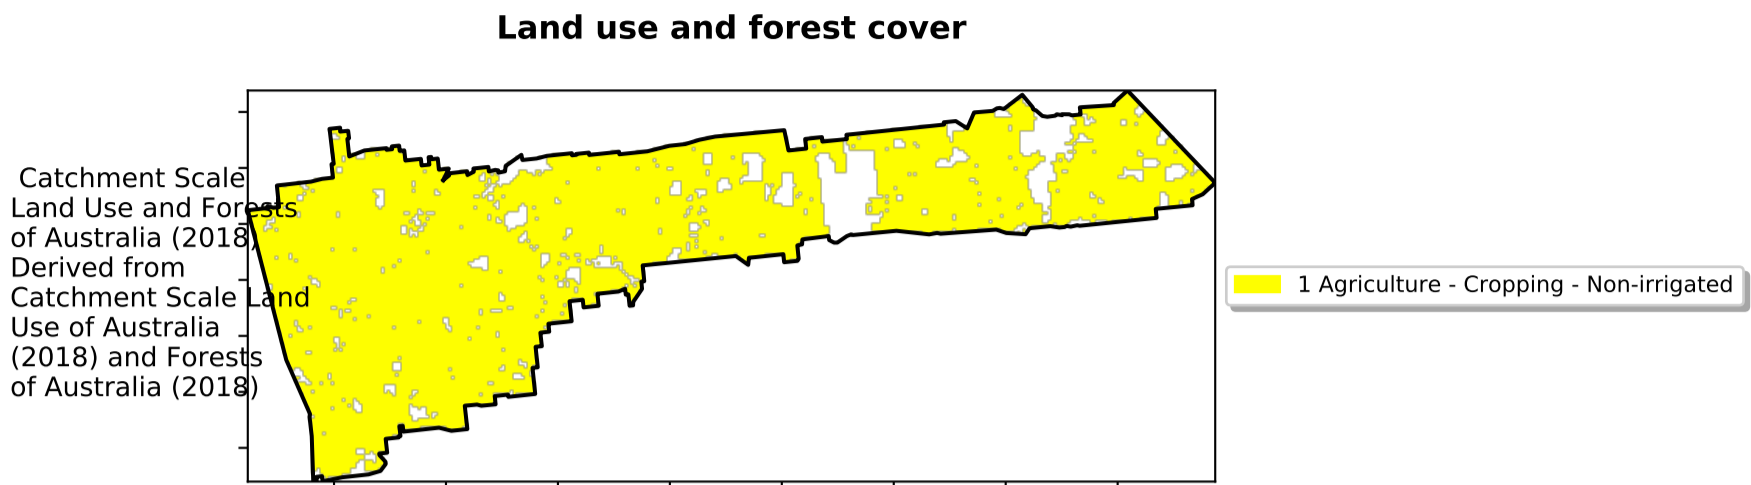 Land use and forest cover
Catchment Scale
Land Use and Forests
of Australia (2018)
Derived from
Catchment Scale Land
Use of Australia
(2018) and Forests
of Australia (2018)
1 Agriculture - Cropping - Non-irrigated